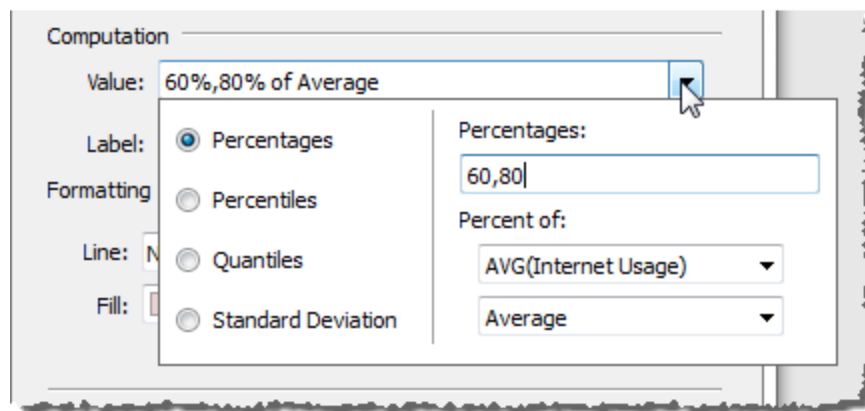 Computation
Value: 60%,80% of Average
Label:
Formatting
Line: N
Fill:
Percentages
Percentiles
Quantiles
Standard Deviation
Percentages:
60,80
Percent of:
AVG(Internet Usage)
Average